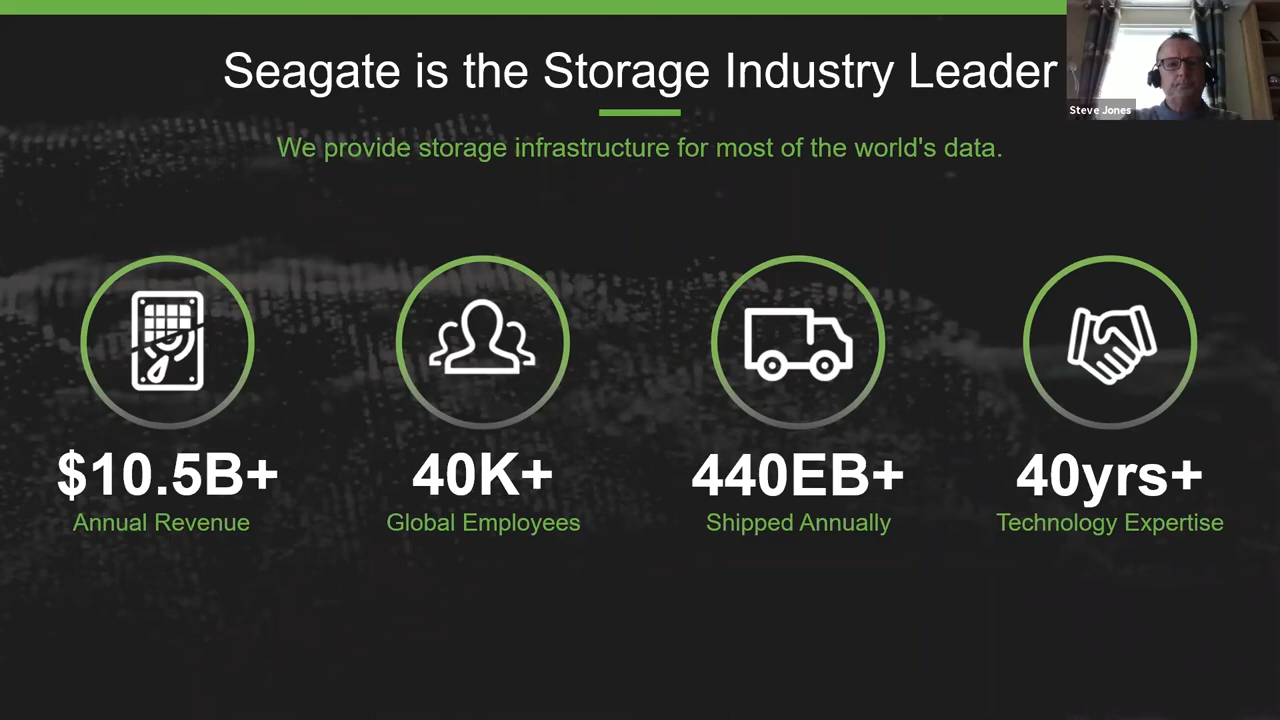 Seagate is the Storage Industry Leader
Steve Jones
We provide storage infrastructure for most of the world's data.
$10.5B+
Annual Revenue
40K+
Global Employees
440EB+
Shipped Annually
40yrs+
Technology Expertise